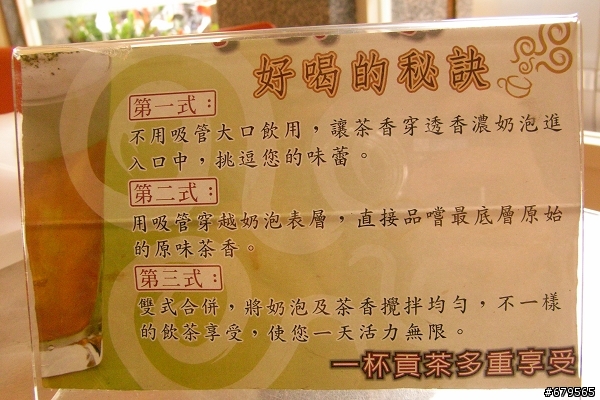 好喝的秘訣
第一式：
不用吸管大口飲用，讓茶香穿透香濃奶泡進
入口中，挑逗您的味蕾。
第二式：
用吸管穿越奶泡表層，直接品嚐最底層原始
的原味茶香。
第三式：
雙式合併，將奶泡及茶香攪拌均勻，不一樣
的飲茶享受，使您一天活力無限。
一杯貢茶多重享受
#679565